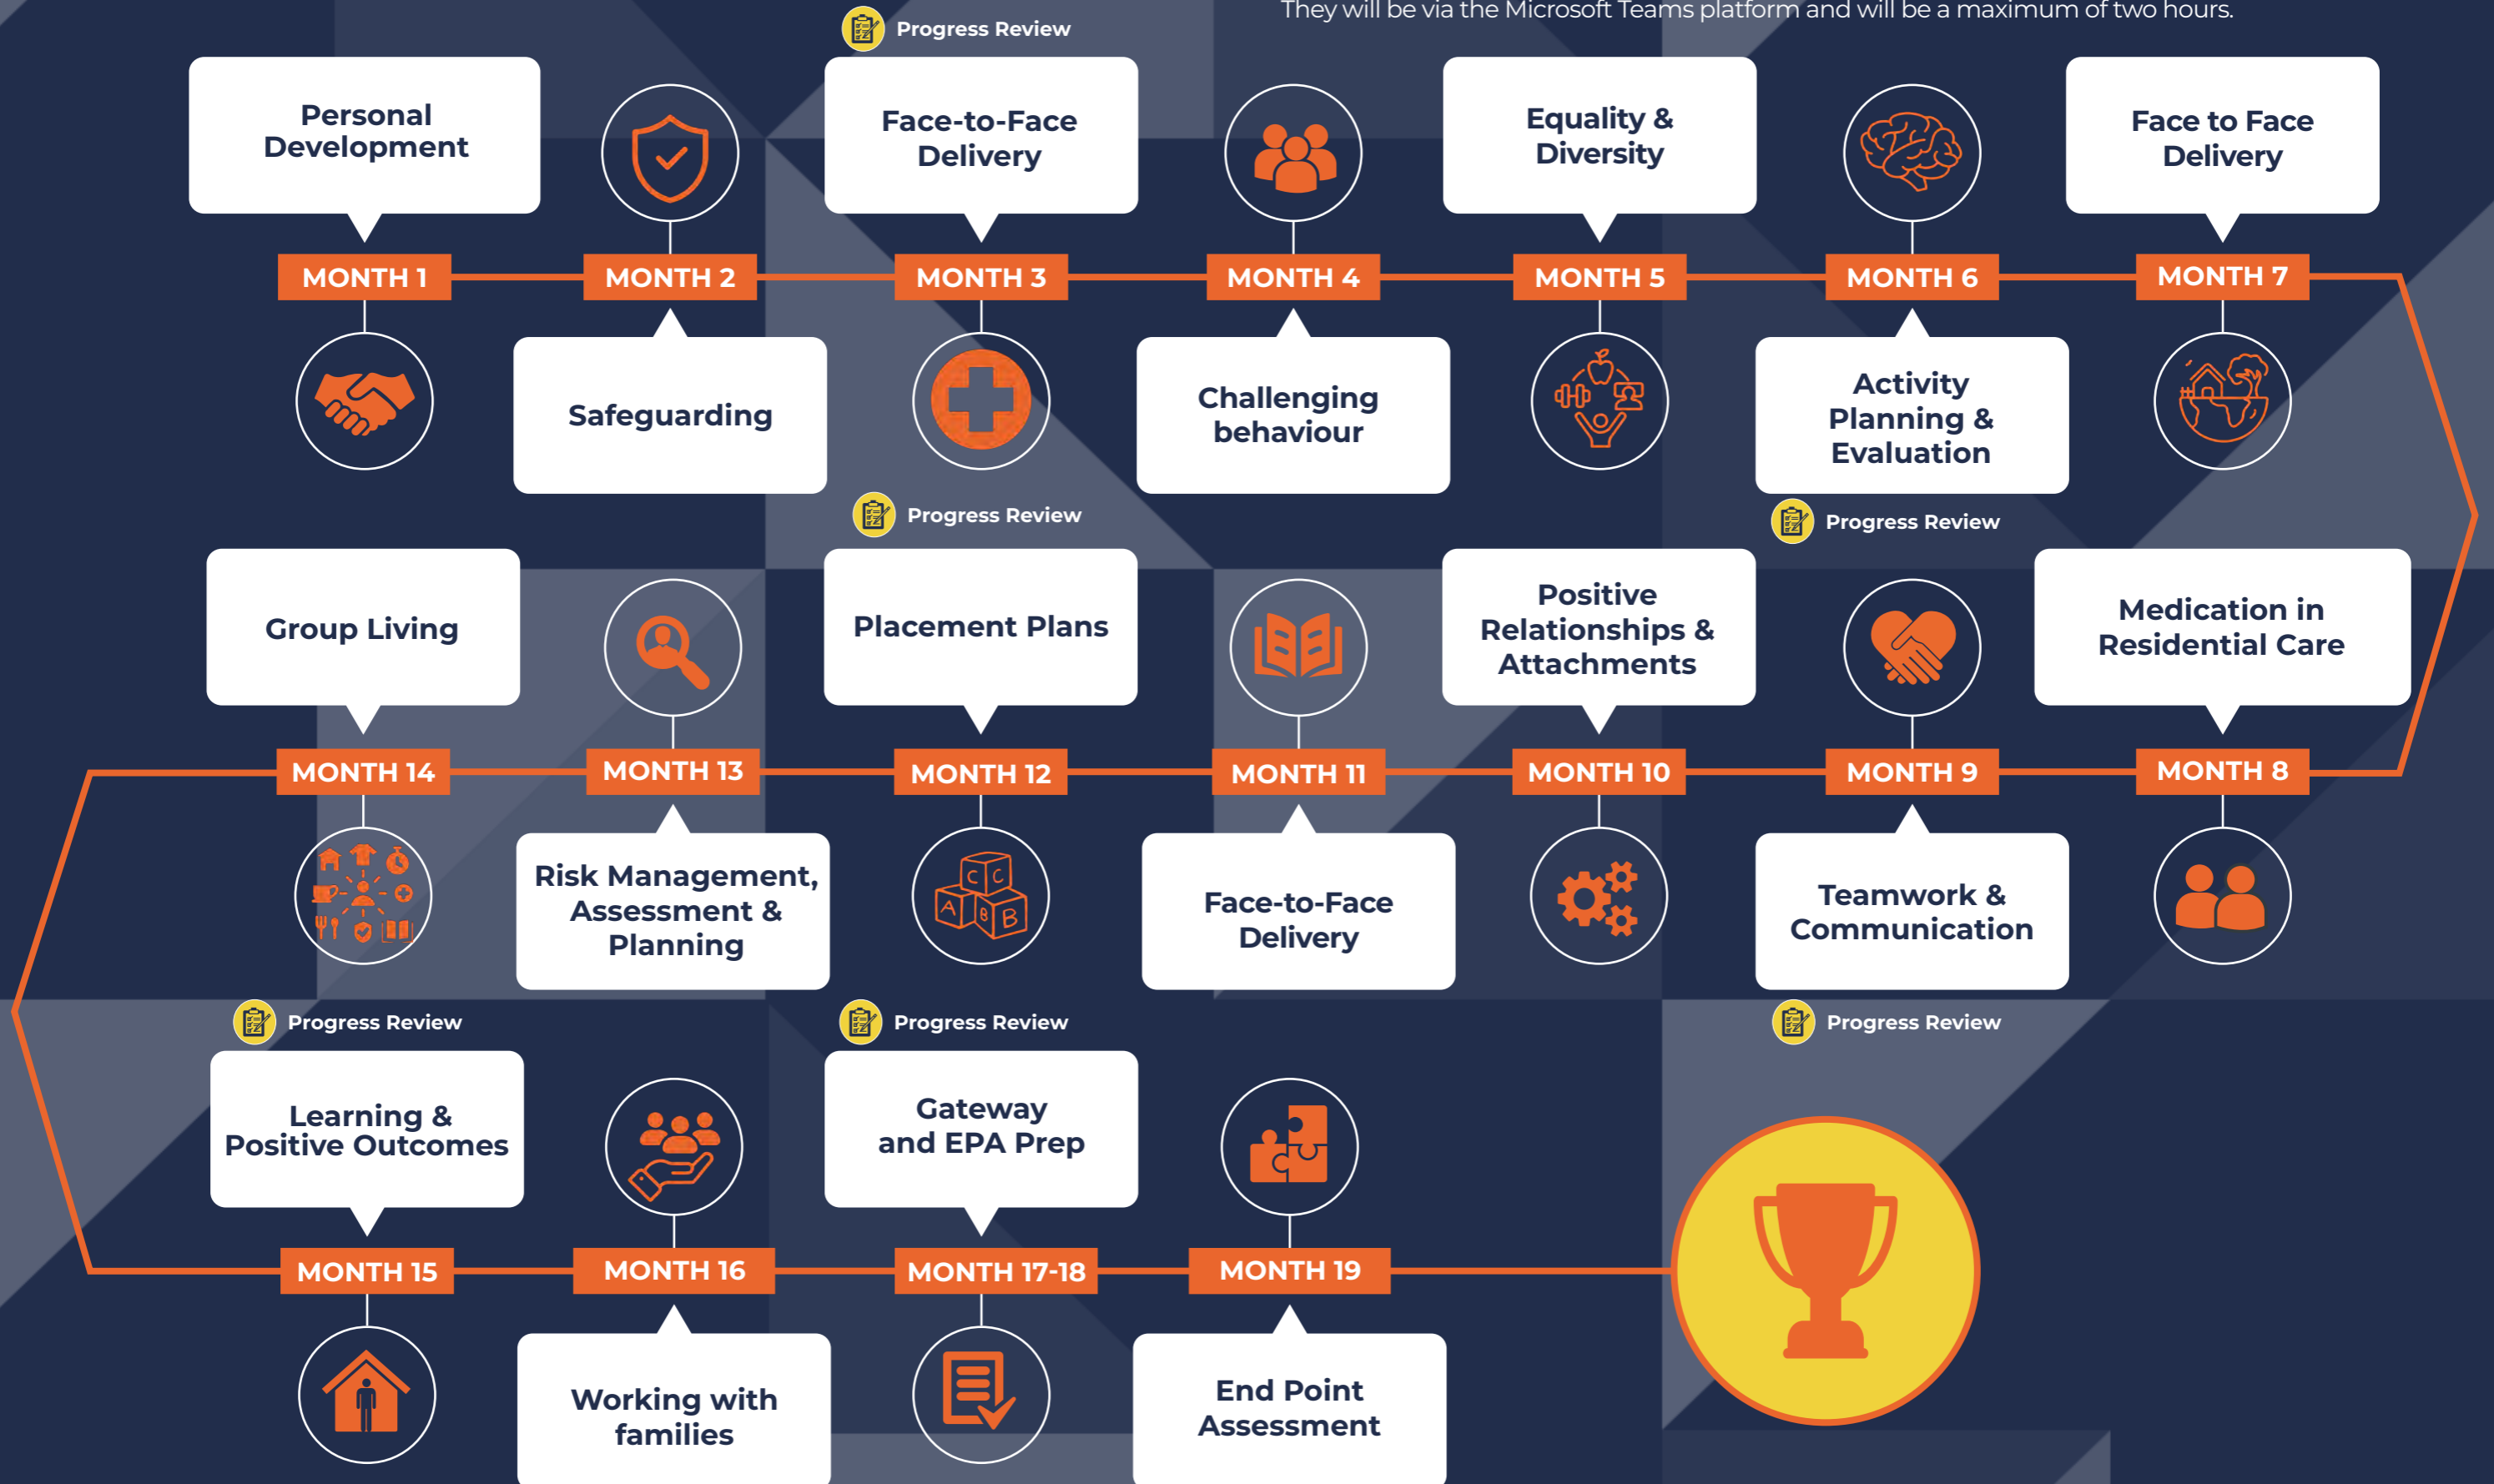 They will be via the Microsoft Teams platform and will be a maximum of two hours.
Progress Review
Personal
Development
Face-to-Face
Delivery
Equality &
Diversity
Face to Face
Delivery
MONTH 1
MONTH 2
MONTH 3
MONTH 4
MONTH 5
MONTH 6
MONTH 7
Safeguarding
Challenging
behaviour
Activity
Planning &
Evaluation
Progress Review
Progress Review
Group Living
Placement Plans
Positive
Relationships &
Attachments
Medication in
Residential Care
MONTH 14
MONTH 13
MONTH 12
MONTH 11
MONTH 10
MONTH 9
MONTH 8
C C
A B B
Risk Management,
Assessment &
Planning
Face-to-Face
Delivery
Teamwork &
Communication
Progress Review
Progress Review
Progress Review
Learning &
Positive Outcomes
Gateway
and EPA Prep
MONTH 15
MONTH 16
MONTH 17-18
MONTH 19
Working with
families
End Point
Assessment